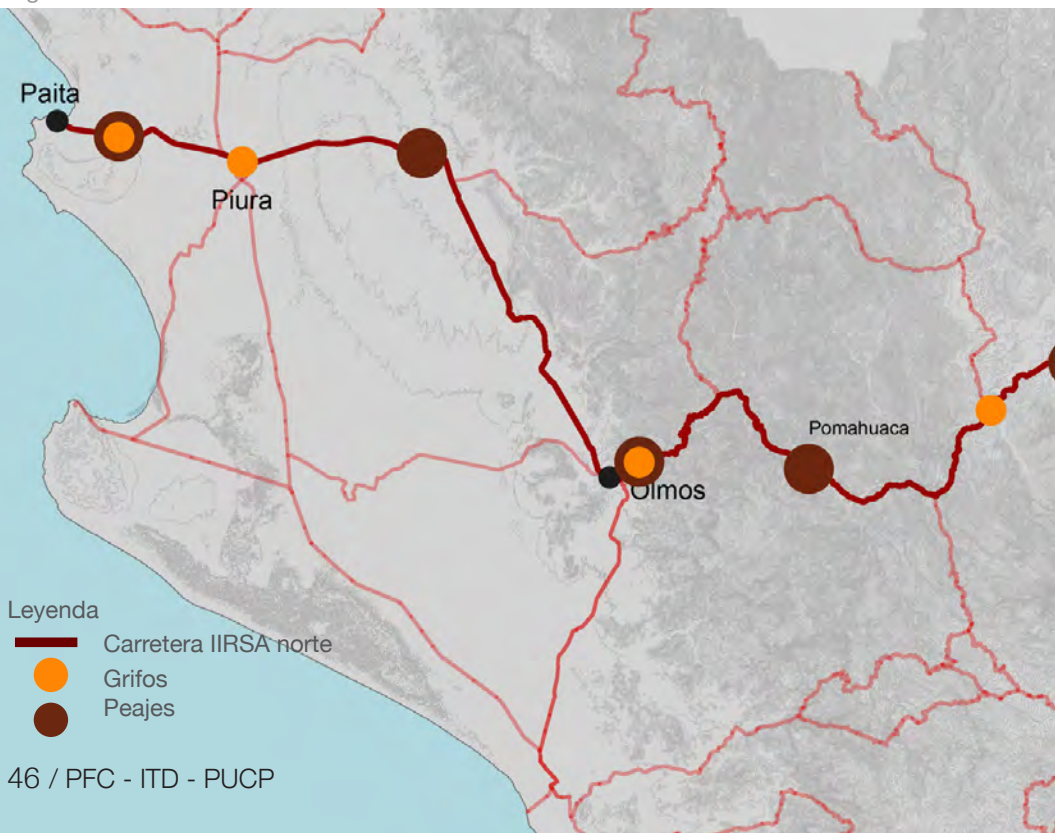 Paita
Piura
Pomahuaca
Olmos
Leyenda
Carretera IIRSA norte
Grifos
Peajes
46 / PFC - ITD - PUCP